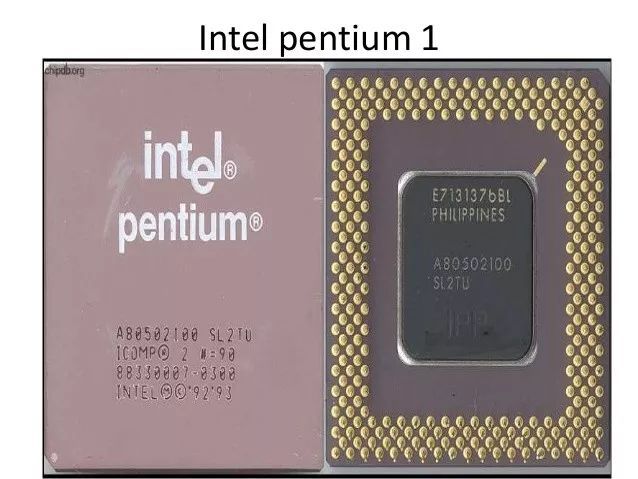 Intel pentium 1
chipdb.org
intel®
pentium®
A80502100 SL2TU
ICOMP® 2 #=90
88330007-0300
INTEL Ⓜ © '92 '93
E7131376BL
PHILIPPINES
A80502100
SL2TU
IPP